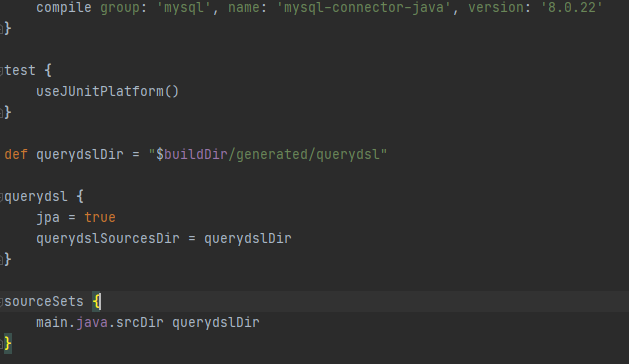 compile group: 'mysql', name: 'mysql-connector-java', version: '8.0.22'
}
test {
useJUnitPlatform()
}
def querydslDir = "$buildDir/generated/querydsl"
querydsl {
jpa = true
querydslSourcesDir = querydslDir
}
sourceSets {
main.java.srcDir querydslDir
}